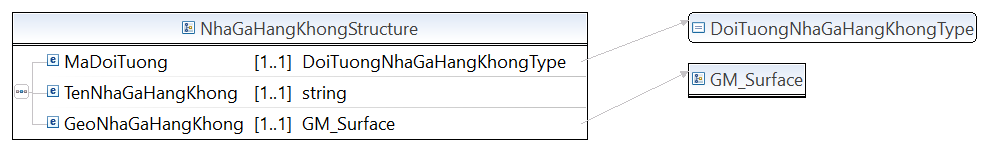 NhaGaHangKhongStructure
MaDoiTuong [1..1] DoiTuongNhaGaHangKhongType
TenNhaGaHangKhong [1..1] string
GeoNhaGaHangKhong [1..1] GM_Surface
DoiTuongNhaGaHangKhongType
GM_Surface